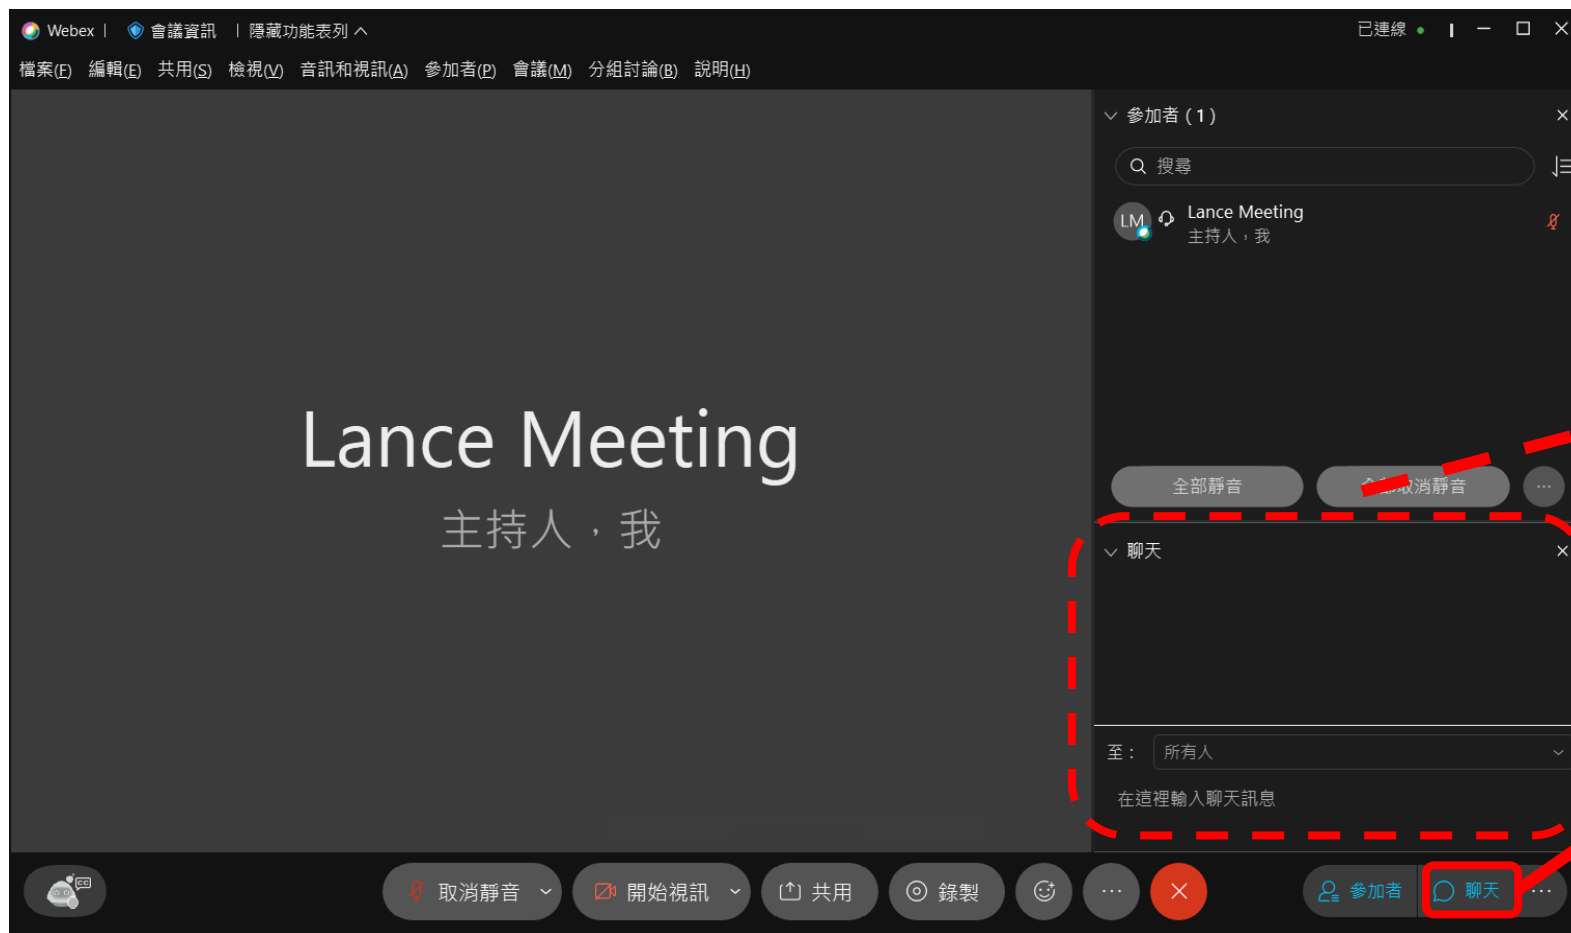 Webex | 會議資訊 | 隱藏功能表列
已連線
檔案(F) 編輯(E) 共用(S) 檢視(V) 音訊和視訊(A) 參加者(P) 會議(M) 分組討論(B) 說明(H)
參加者 ( 1 )
搜尋
LM Lance Meeting
主持人，我
Lance Meeting
主持人，我
全部靜音 全部取消靜音 ...
聊天
至： 所有人
在這裡輸入聊天訊息
CC 取消靜音 開始視訊 共用 錄製 ... 參加者 聊天 ...